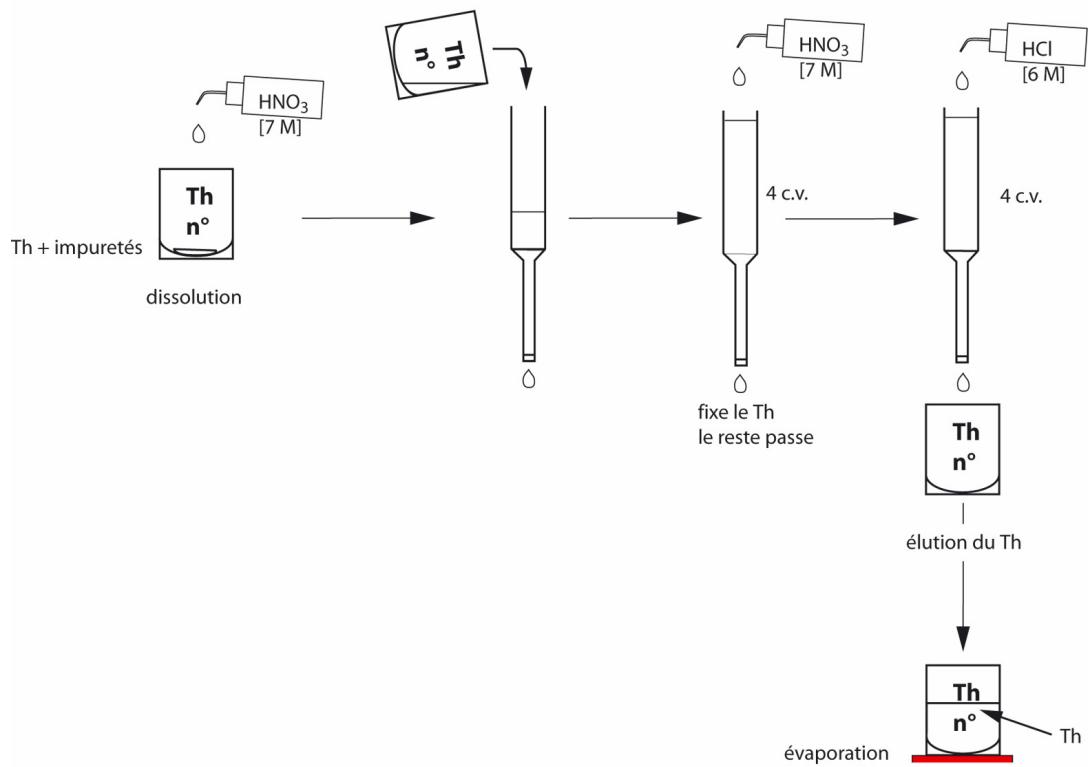 HNO₃
[7 M]
Th
n°
Th + impuretés
dissolution
Th
n°
HNO₃
[7 M]
4 c.v.
fixe le Th
le reste passe
HCl
[6 M]
4 c.v.
Th
n°
élution du Th
Th
n°
Th
évaporation